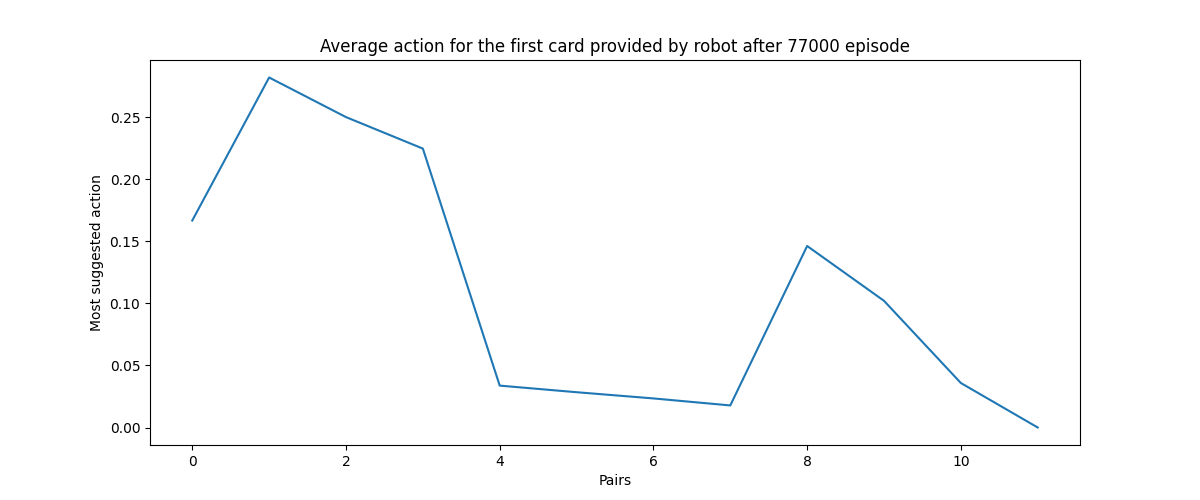 Average action for the first card provided by robot after 77000 episode
Most suggested action
0.25
0.20
0.15
0.10
0.05
0.00
0 2 4 6 8 10
Pairs